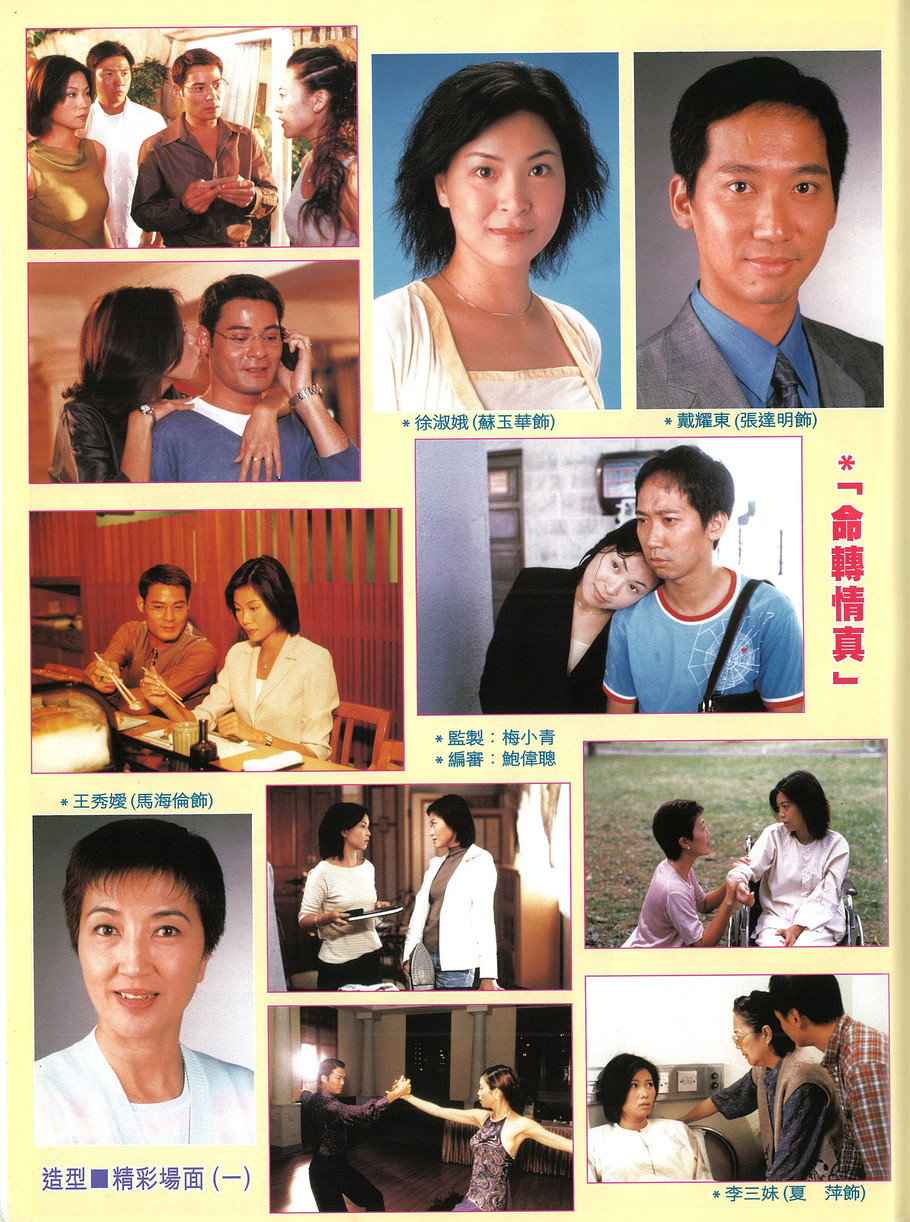 * 徐淑娥 (蘇玉華飾)
* 戴耀東 (張達明飾)
*「命轉情真」
* 監製：梅小青
* 編審：鮑偉聰
* 王秀嬡 (馬海倫飾)
造型■精彩場面 (一)
* 李三妹 (夏　萍飾)